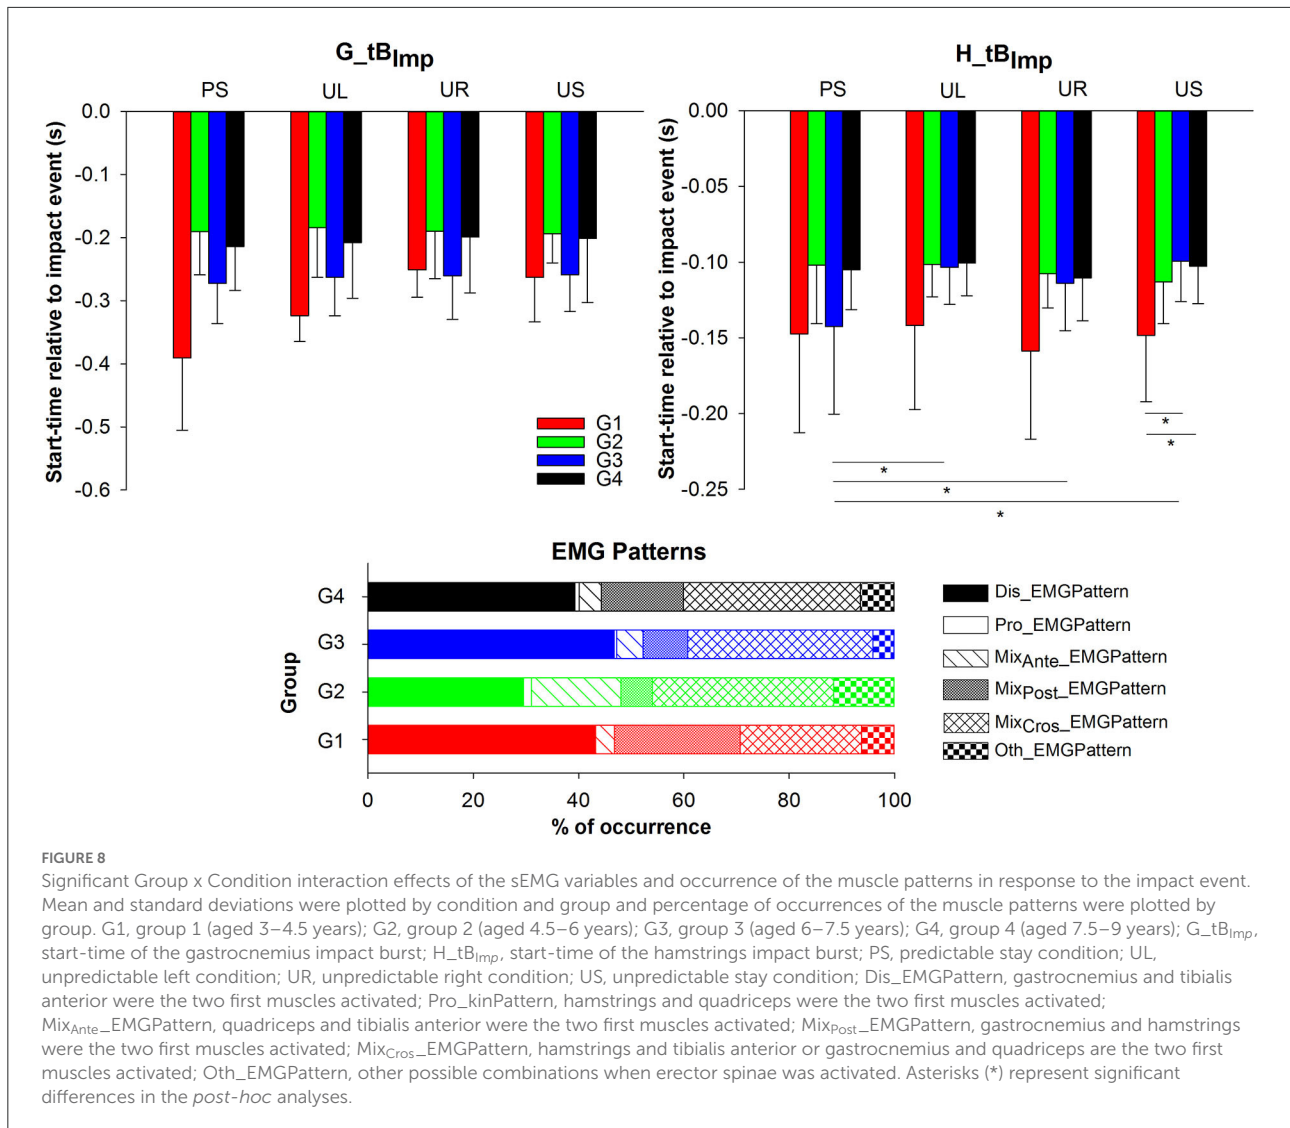 G_tBImp
H_tBImp
PS UL UR US
PS UL UR US
Start-time relative to impact event (s)
0.0
-0.1
-0.2
-0.3
-0.4
-0.5
-0.6
G1
G2
G3
G4
Start-time relative to impact event (s)
0.00
-0.05
-0.10
-0.15
-0.20
-0.25
*
*
*
*
*
EMG Patterns
Group
G4
G3
G2
G1
0 20 40 60 80 100
% of occurrence
Dis_EMGPattern
Pro_EMGPattern
MixAnte_EMGPattern
MixPost_EMGPattern
MixCros_EMGPattern
Oth_EMGPattern
FIGURE 8
Significant Group x Condition interaction effects of the sEMG variables and occurrence of the muscle patterns in response to the impact event.
Mean and standard deviations were plotted by condition and group and percentage of occurrences of the muscle patterns were plotted by
group. G1, group 1 (aged 3–4.5 years); G2, group 2 (aged 4.5–6 years); G3, group 3 (aged 6–7.5 years); G4, group 4 (aged 7.5–9 years); G_tBImp,
start-time of the gastrocnemius impact burst; H_tBImp, start-time of the hamstrings impact burst; PS, predictable stay condition; UL,
unpredictable left condition; UR, unpredictable right condition; US, unpredictable stay condition; Dis_EMGPattern, gastrocnemius and tibialis
anterior were the two first muscles activated; Pro_kinPattern, hamstrings and quadriceps were the two first muscles activated;
MixAnte_EMGPattern, quadriceps and tibialis anterior were the two first muscles activated; MixPost_EMGPattern, gastrocnemius and hamstrings
were the two first muscles activated; MixCros_EMGPattern, hamstrings and tibialis anterior or gastrocnemius and quadriceps are the two first
muscles activated; Oth_EMGPattern, other possible combinations when erector spinae was activated. Asterisks (*) represent significant
differences in the post-hoc analyses.